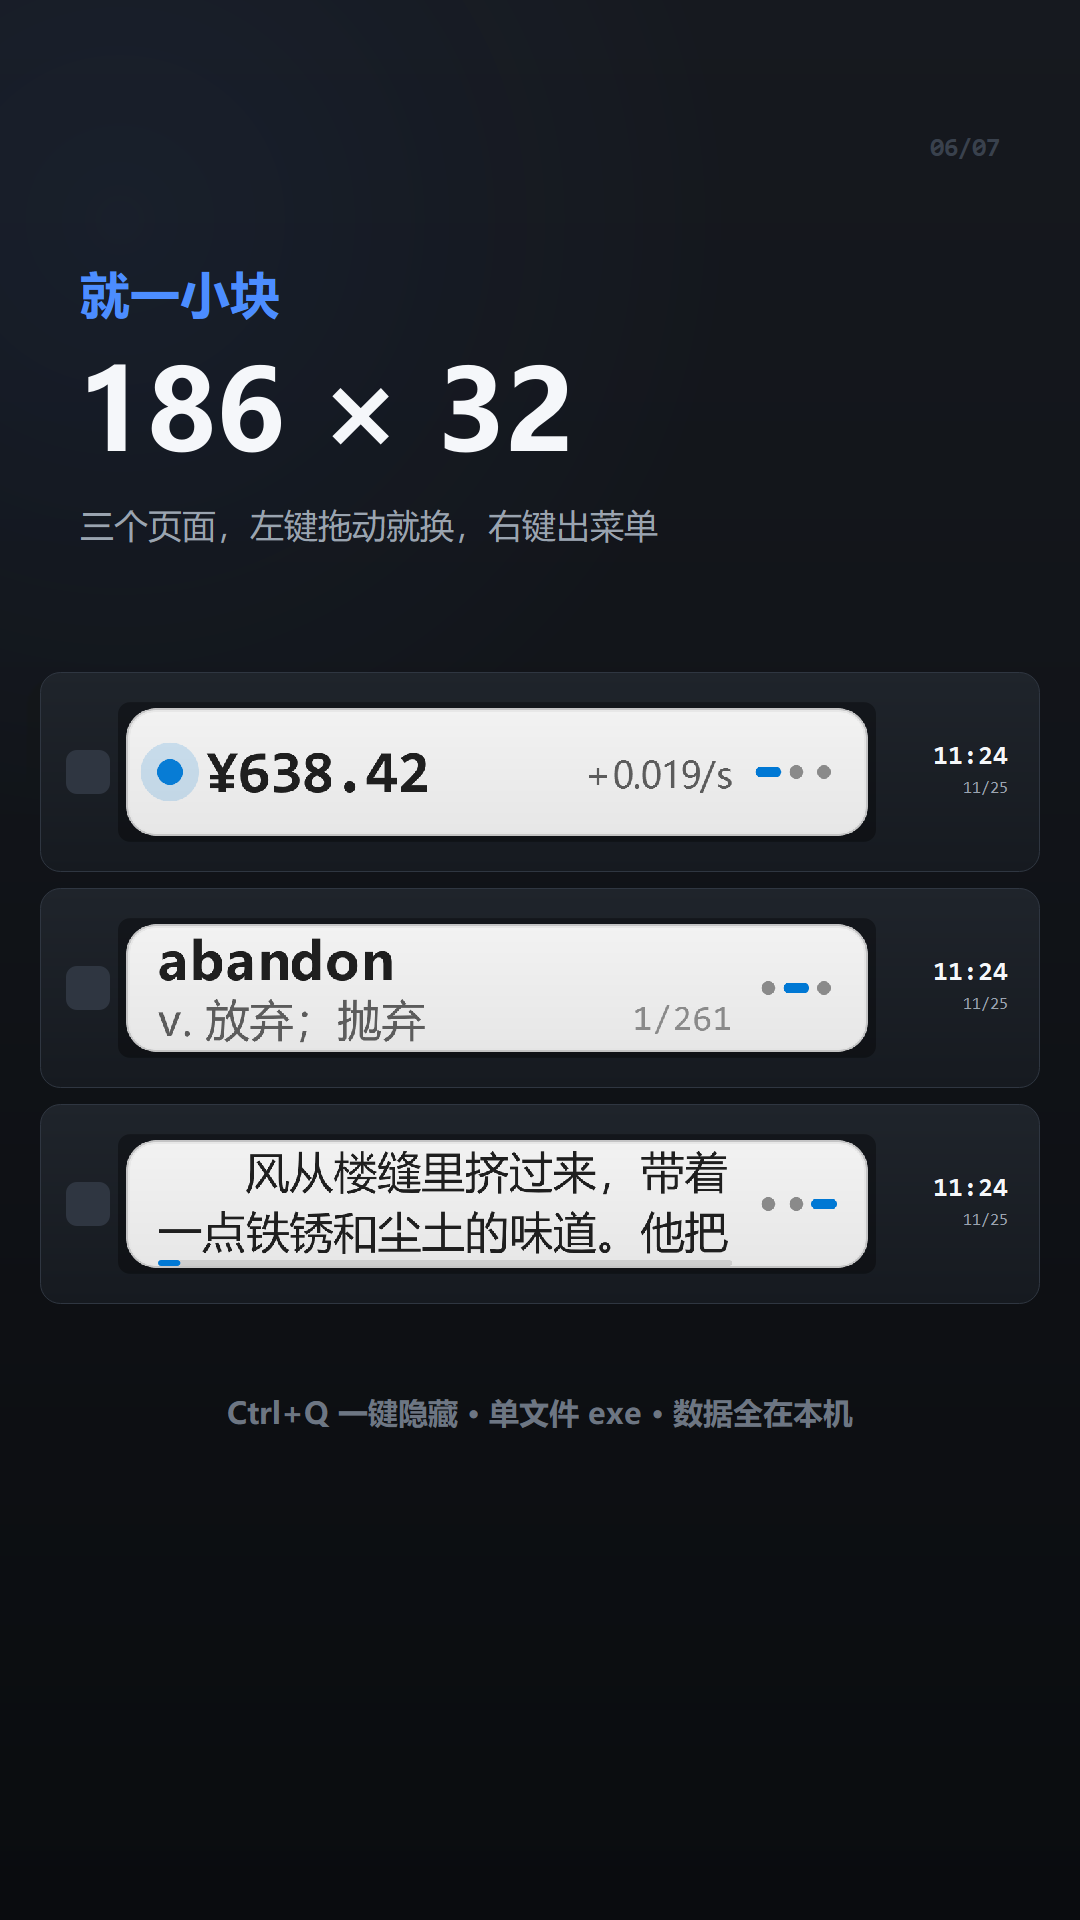 06/07
就一小块
186 × 32
三个页面，左键拖动就换，右键出菜单
¥638.42 +0.019/s 11:24
11/25
abandon 11:24
v. 放弃；抛弃 1/261 11/25
风从楼缝里挤过来，带着 11:24
一点铁锈和尘土的味道。他把 11/25
Ctrl+Q 一键隐藏 • 单文件 exe • 数据全在本机